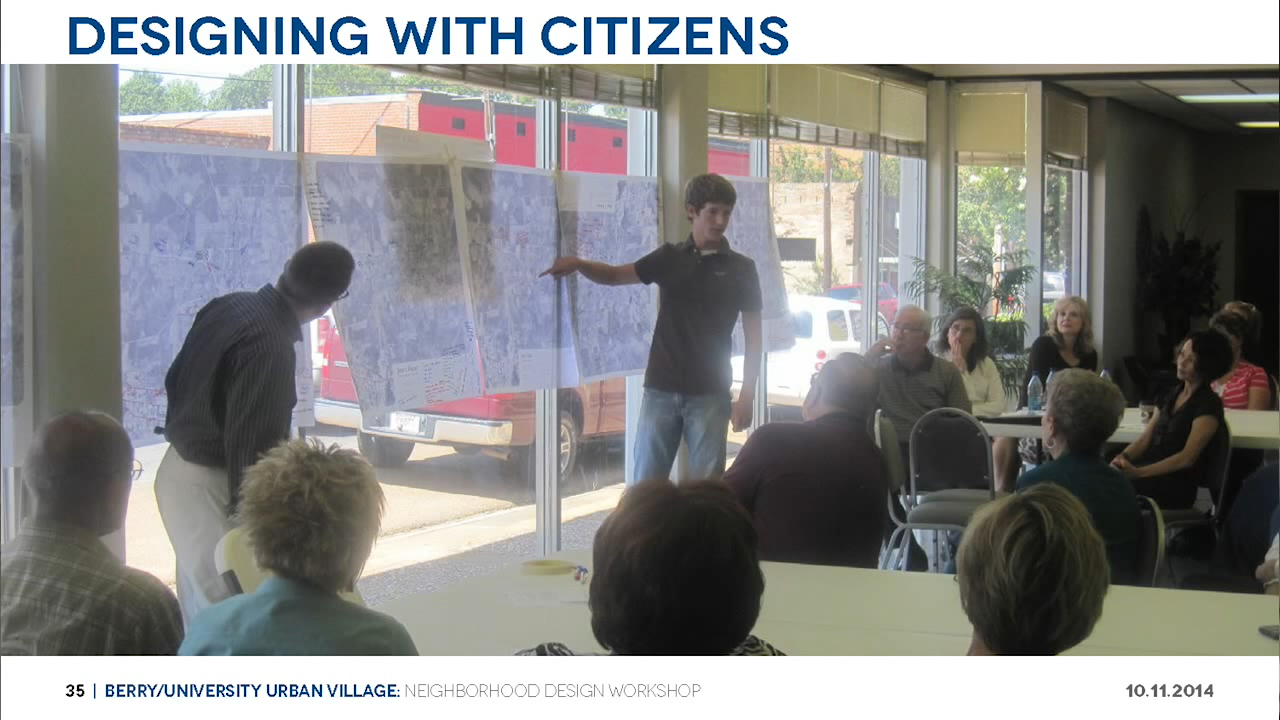 DESIGNING WITH CITIZENS
35 | BERRY/UNIVERSITY URBAN VILLAGE: NEIGHBORHOOD DESIGN WORKSHOP
10.11.2014